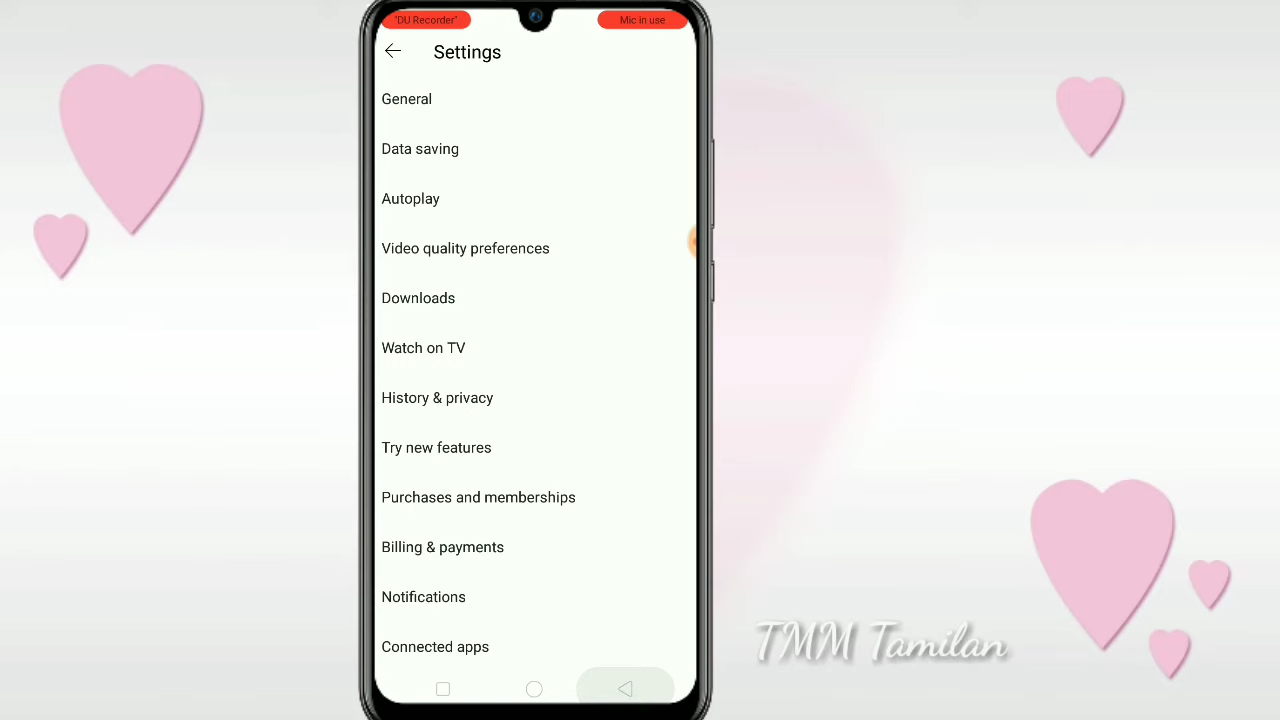 "DU Recorder"
Mic in use
Settings
General
Data saving
Autoplay
Video quality preferences
Downloads
Watch on TV
History & privacy
Try new features
Purchases and memberships
Billing & payments
Notifications
Connected apps
TMM Tamilan